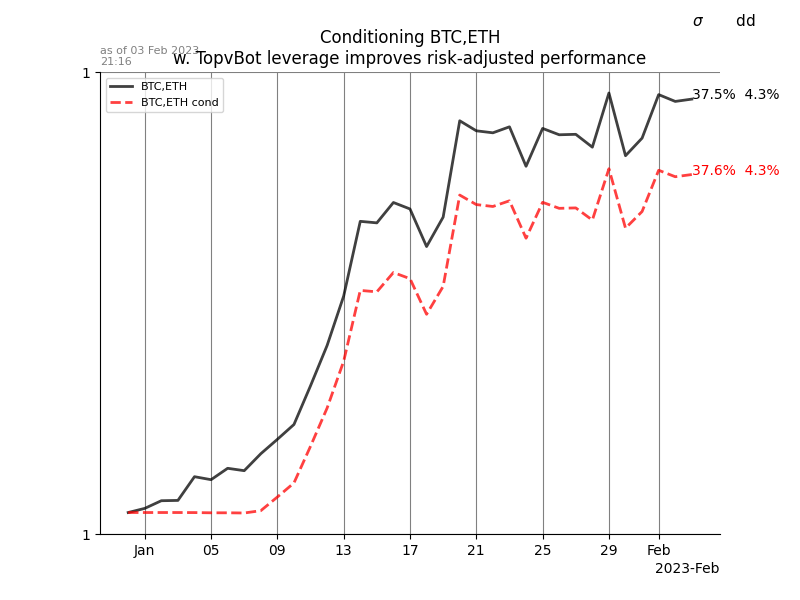 σ dd
Conditioning BTC,ETH
as of 03 Feb 2023
21:16
w. TopvBot leverage improves risk-adjusted performance
1
BTC,ETH
BTC,ETH cond
37.5% 4.3%
37.6% 4.3%
1
Jan 05 09 13 17 21 25 29 Feb
2023-Feb